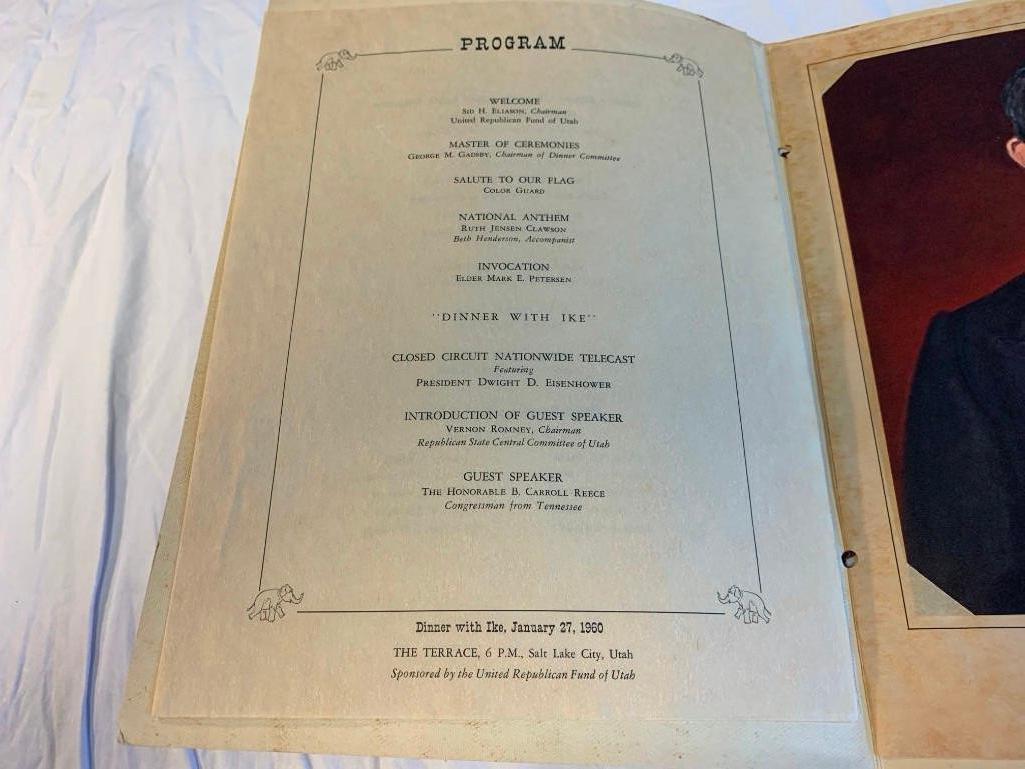 PROGRAM
WELCOME
Sid H. Eliason, Chairman
United Republican Fund of Utah
MASTER OF CEREMONIES
George M. Gadsby, Chairman of Dinner Committee
SALUTE TO OUR FLAG
Color Guard
NATIONAL ANTHEM
Ruth Jensen Clawson
Beth Henderson, Accompanist
INVOCATION
Elder Mark E. Petersen
"DINNER WITH IKE"
CLOSED CIRCUIT NATIONWIDE TELECAST
Featuring
President Dwight D. Eisenhower
INTRODUCTION OF GUEST SPEAKER
Vernon Romney, Chairman
Republican State Central Committee of Utah
GUEST SPEAKER
The Honorable B. Carroll Reece
Congressman from Tennessee
Dinner with Ike, January 27, 1960
THE TERRACE, 6 P.M., Salt Lake City, Utah
Sponsored by the United Republican Fund of Utah